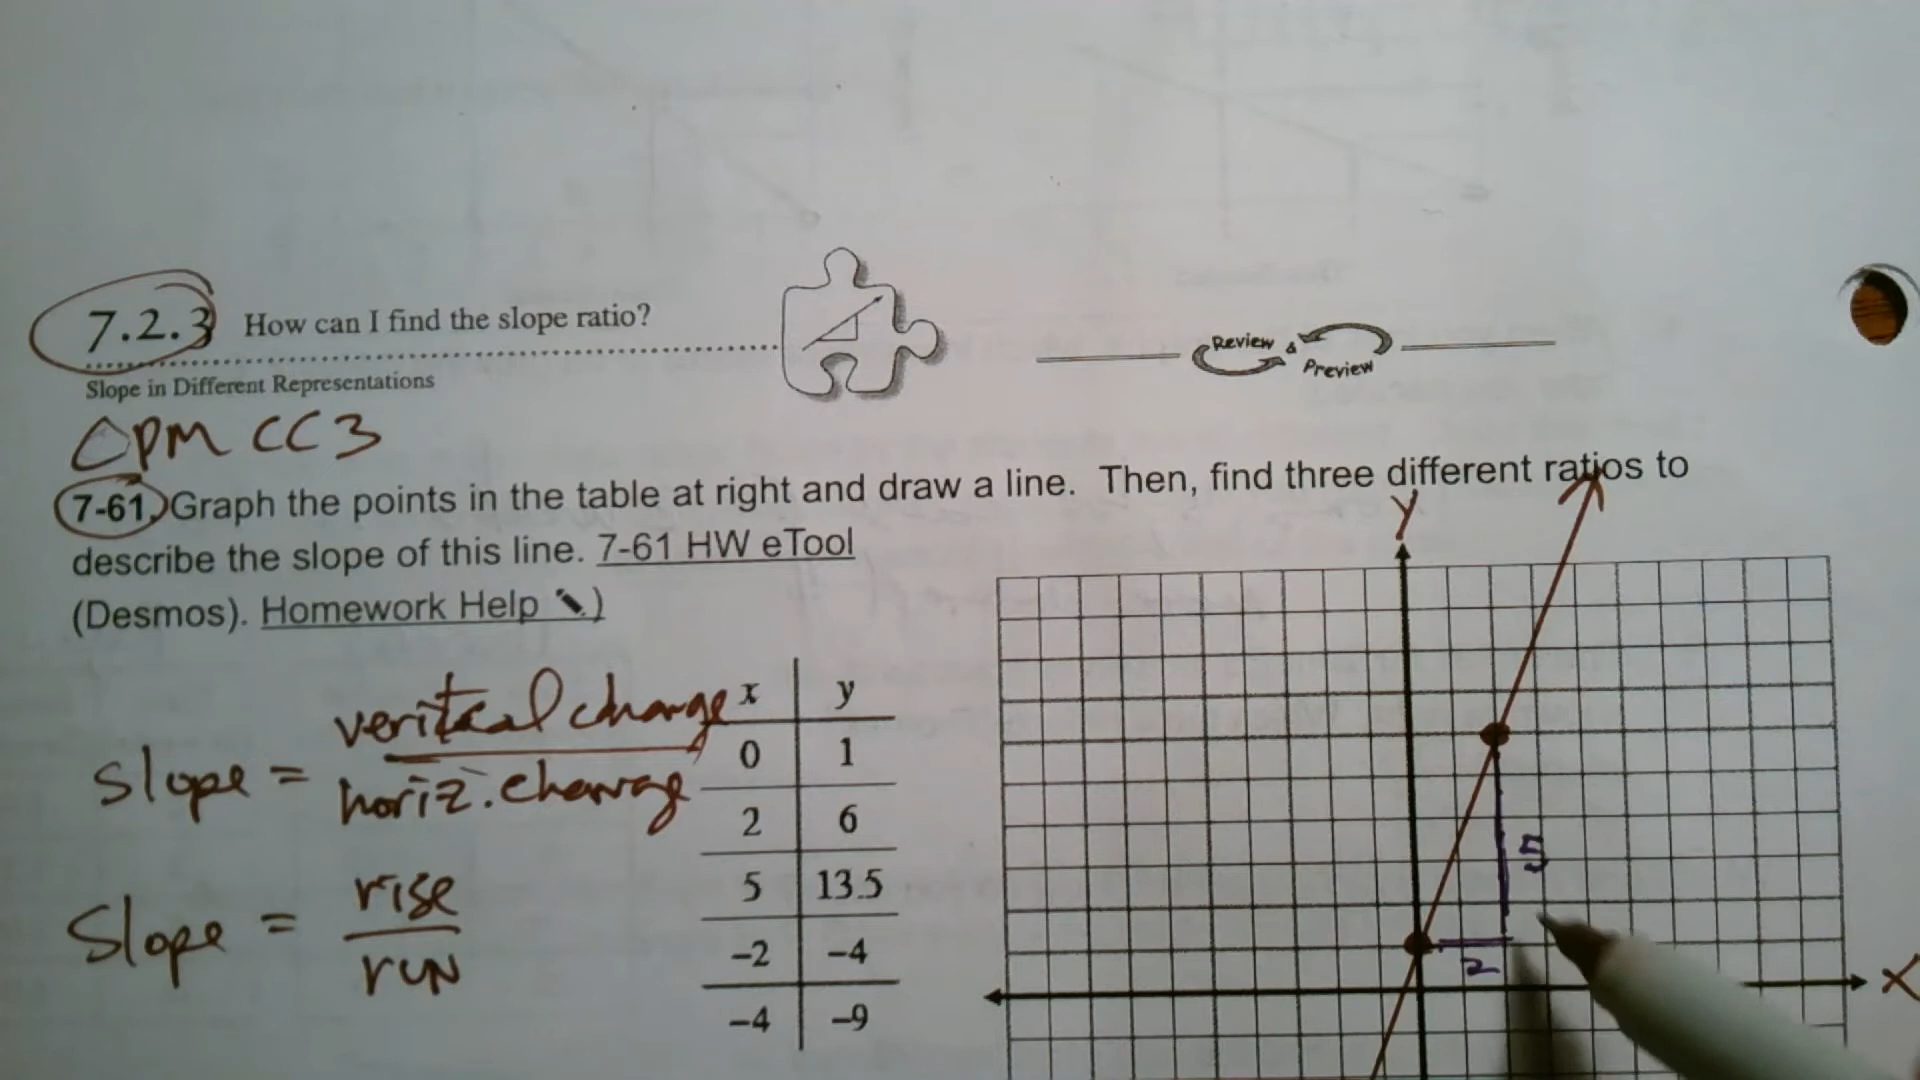 7.2.3 How can I find the slope ratio?
Slope in Different Representations
Review &
Preview
CPM CC3
7-61. Graph the points in the table at right and draw a line. Then, find three different ratios to
describe the slope of this line. 7-61 HW eTool
(Desmos). Homework Help ✎.)
slope = veritcal change
horiz. change
Slope = rise
run
x y
0 1
2 6
5 13.5
-2 -4
-4 -9
Y
5
2
X